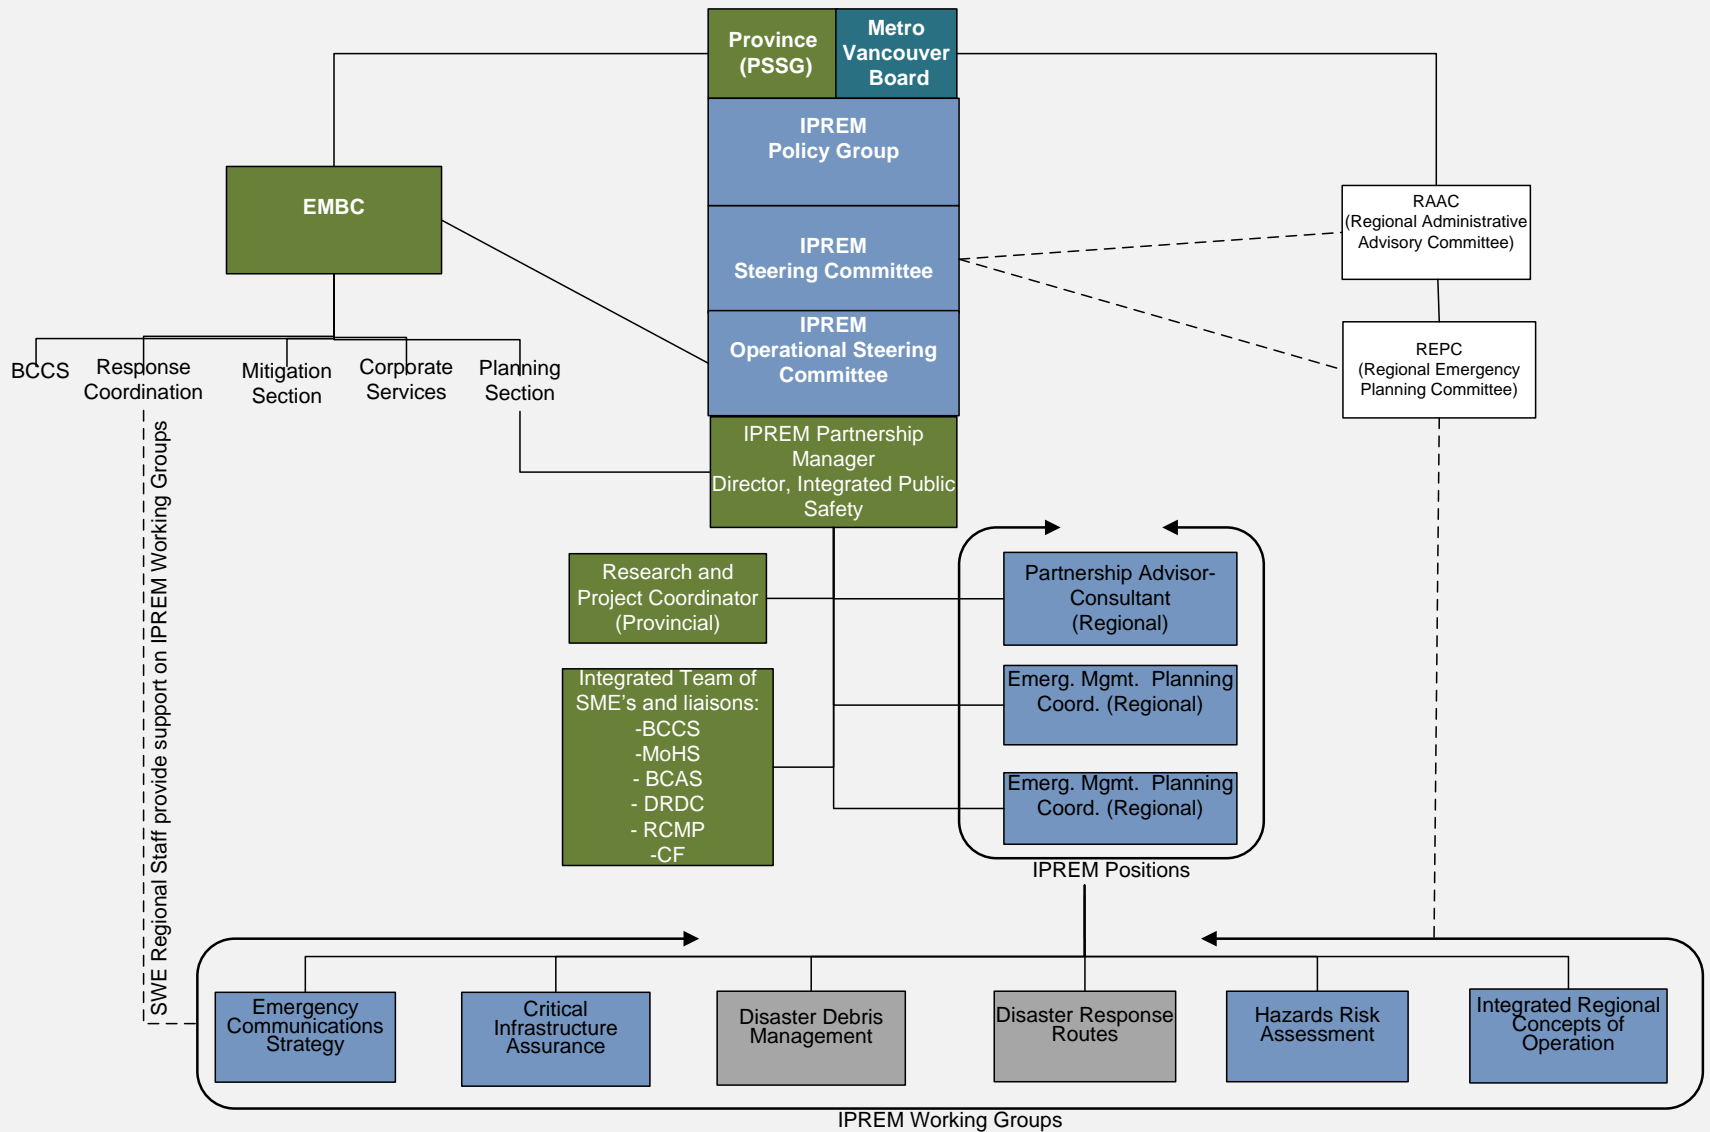 Province
(PSSG)
Metro
Vancouver
Board
IPREM
Policy Group
EMBC
IPREM
Steering Committee
RAAC
(Regional Administrative
Advisory Committee)
IPREM
Operational Steering
Committee
REPC
(Regional Emergency
Planning Committee)
BCCS
Response
Coordination
Mitigation
Section
Corporate
Services
Planning
Section
IPREM Partnership
Manager
Director, Integrated Public
Safety
SWE Regional Staff provide support on IPREM Working Groups
Research and
Project Coordinator
(Provincial)
Partnership Advisor-
Consultant
(Regional)
Integrated Team of
SME's and liaisons:
-BCCS
-MoHS
- BCAS
- DRDC
- RCMP
-CF
Emerg. Mgmt.  Planning
Coord. (Regional)
Emerg. Mgmt.  Planning
Coord. (Regional)
IPREM Positions
Emergency
Communications
Strategy
Critical
Infrastructure
Assurance
Disaster Debris
Management
Disaster Response
Routes
Hazards Risk
Assessment
Integrated Regional
Concepts of
Operation
IPREM Working Groups